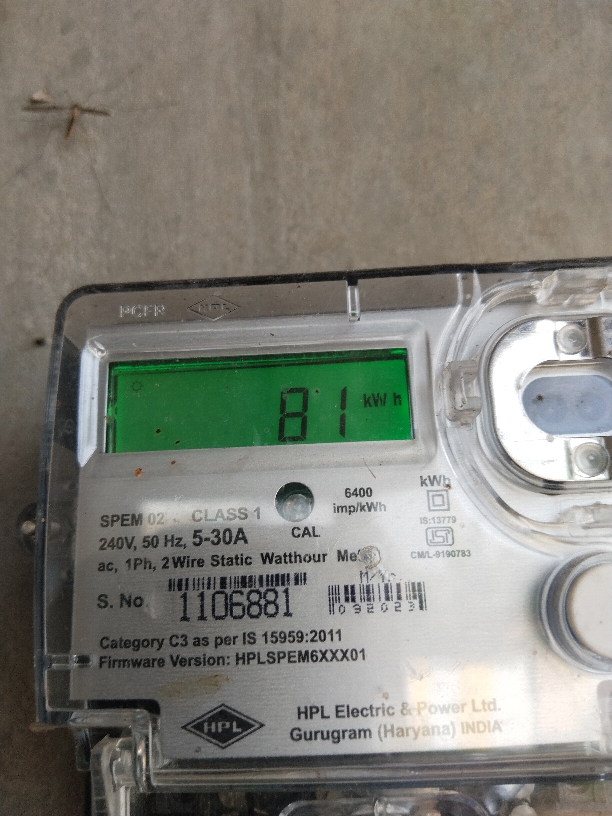 HPL
81 kWh
6400
imp/kWh
kWh
IS:13779
CM/L-9190783
SPEM 02 CLASS 1
CAL
240V, 50 Hz, 5-30A
ac, 1Ph, 2 Wire Static Watthour
S. No 1106881
092023
Category C3 as per IS 15959:2011
Firmware Version: HPLSPEM6XXX01
HPL
HPL Electric & Power Ltd.
Gurugram (Haryana) INDIA